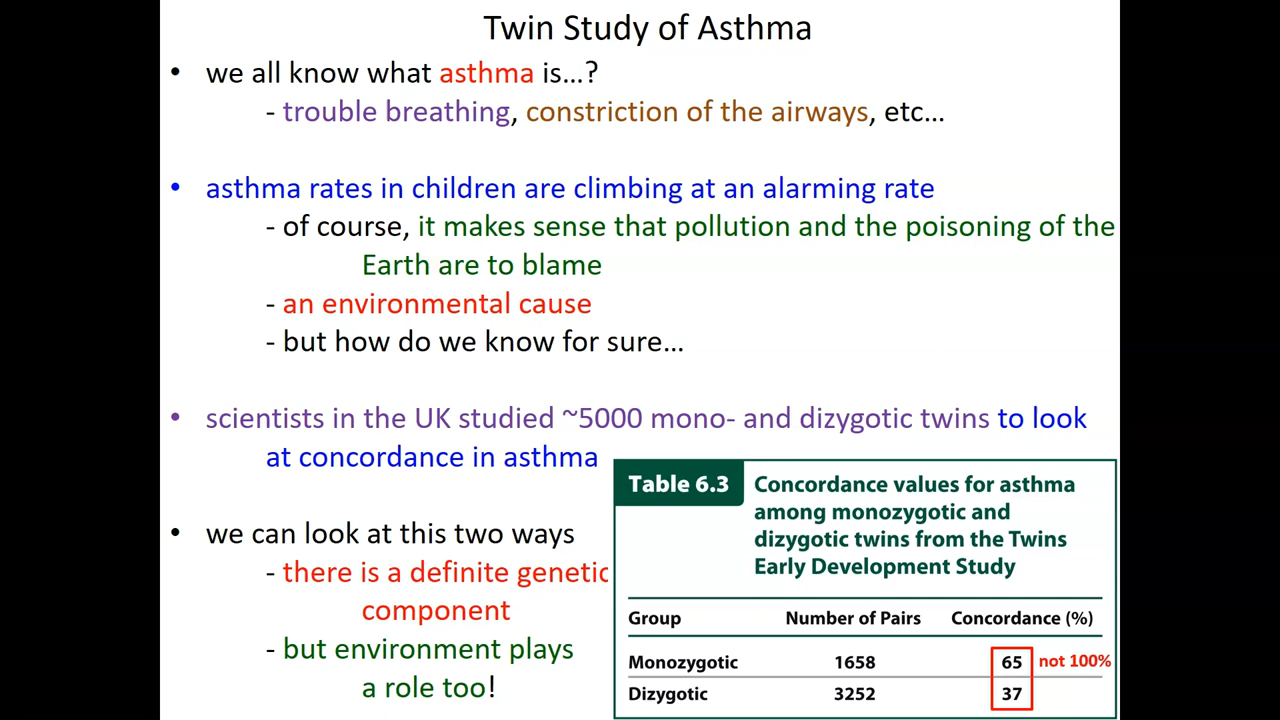 Twin Study of Asthma
• we all know what asthma is...?
- trouble breathing, constriction of the airways, etc...
• asthma rates in children are climbing at an alarming rate
- of course, it makes sense that pollution and the poisoning of the
Earth are to blame
- an environmental cause
- but how do we know for sure...
• scientists in the UK studied ~5000 mono- and dizygotic twins to look
at concordance in asthma
• we can look at this two ways
- there is a definite genetic
component
- but environment plays
a role too!
Table 6.3 Concordance values for asthma
among monozygotic and
dizygotic twins from the Twins
Early Development Study
Group Number of Pairs Concordance (%)
Monozygotic 1658 65 not 100%
Dizygotic 3252 37